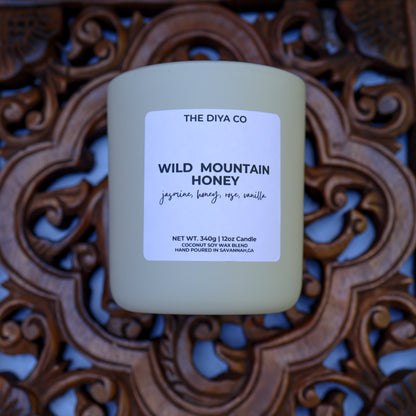 THE DIYA CO
WILD MOUNTAIN
HONEY
jasmine, honey, rose, vanilla
NET WT. 340g | 12oz Candle
COCONUT SOY WAX BLEND
HAND POURED IN SAVANNAH,GA